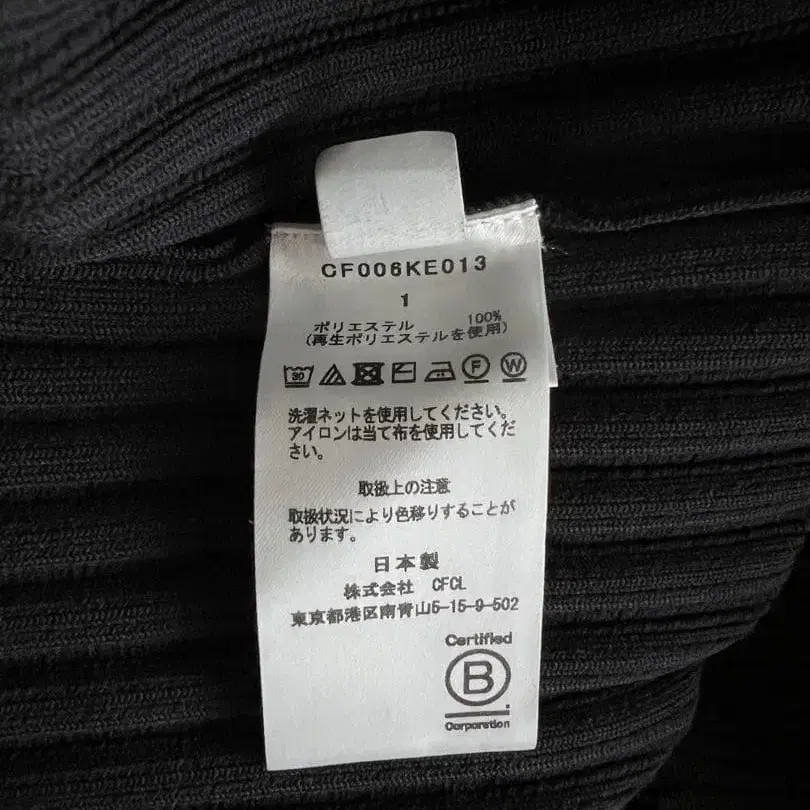 CF006KE013
1
ポリエステル 100%
(再生ポリエステルを使用)
30
F W
洗濯ネットを使用してください。
アイロンは当て布を使用してくだ
さい。
取扱上の注意
取扱状況により色移りすることが
あります。
日本製
株式会社 CFCL
東京都港区南青山5-15-9-502
Certified
B
Corporation